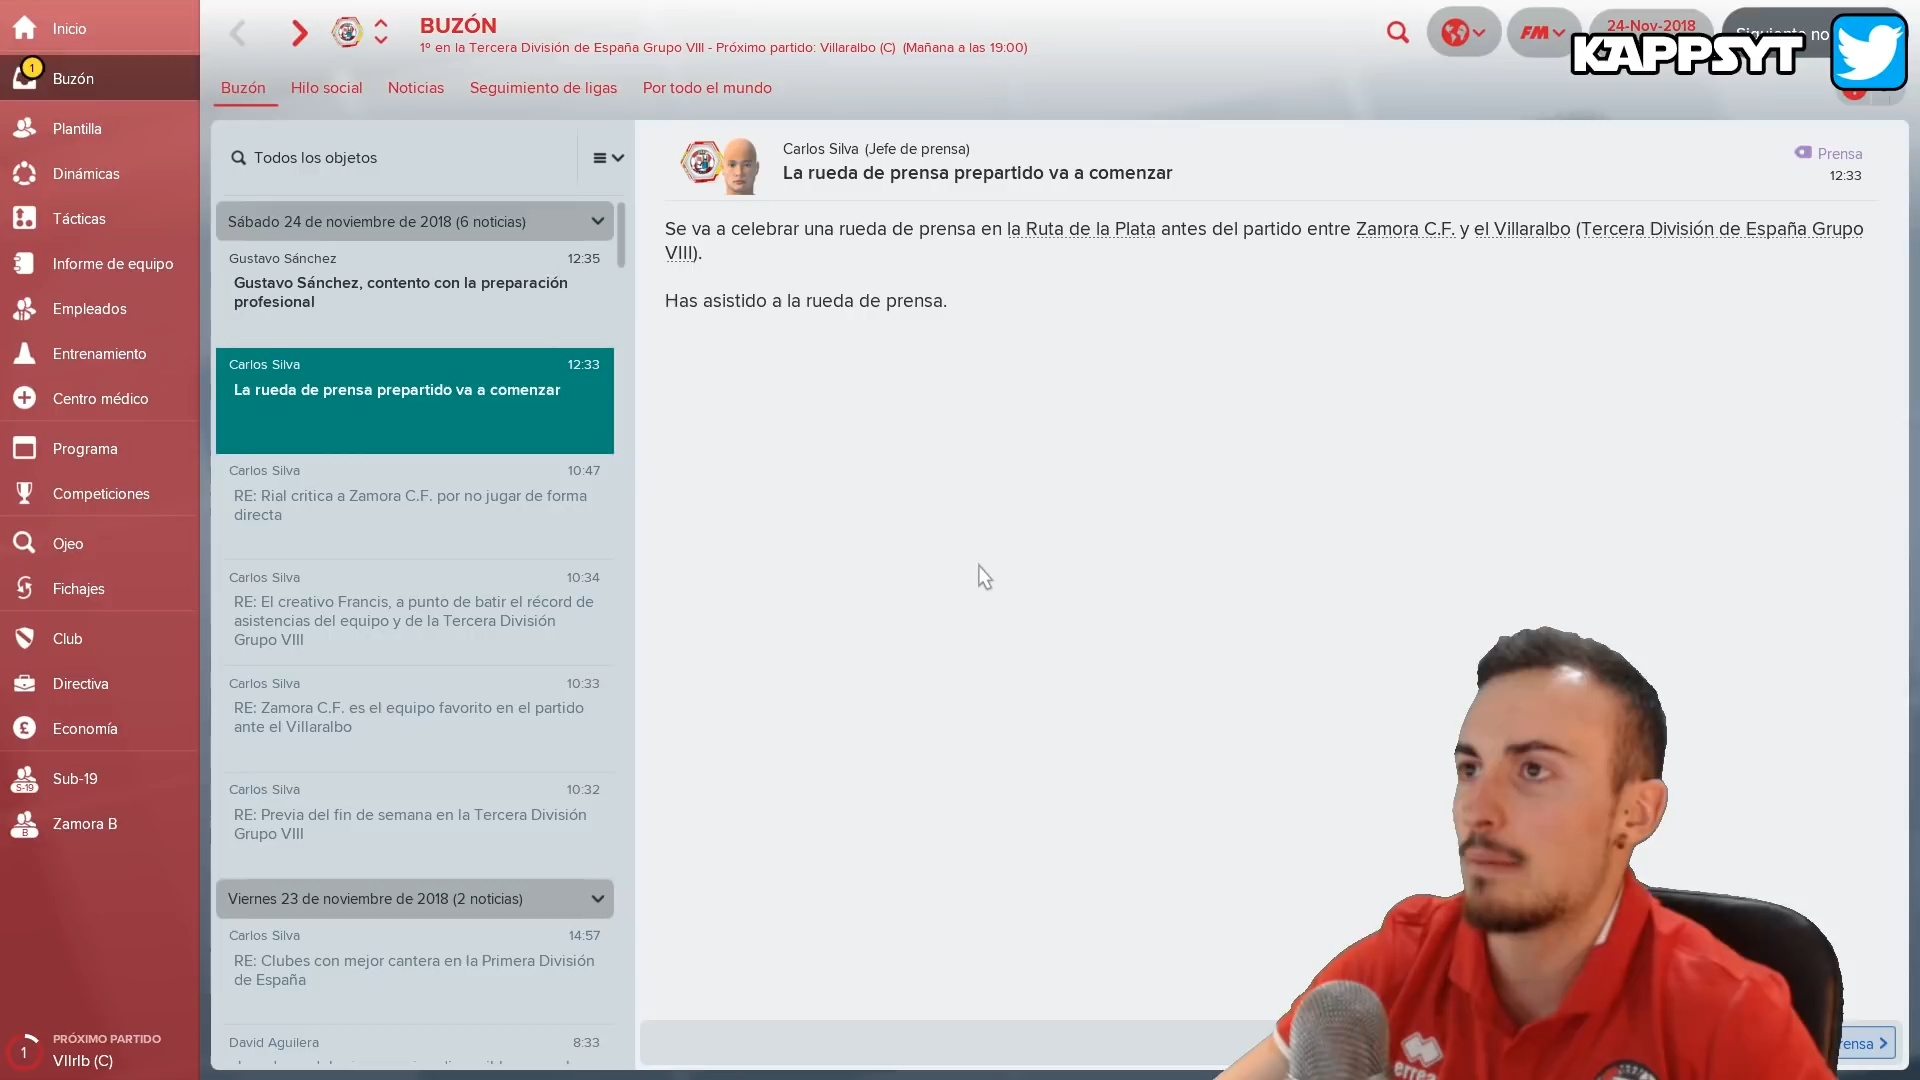 Inicio
1
Buzón
Plantilla
Dinámicas
Tácticas
Informe de equipo
Empleados
Entrenamiento
Centro médico
Programa
Competiciones
Ojeo
Fichajes
Club
Directiva
Economía
S-19
Sub-19
B
Zamora B
1
PRÓXIMO PARTIDO
Vllrlb (C)
BUZÓN
1º en la Tercera División de España Grupo VIII - Próximo partido: Villaralbo (C) (Mañana a las 19:00)
FM
24-Nov-2018
Siguiente no
KAPPSYT
Buzón
Hilo social
Noticias
Seguimiento de ligas
Por todo el mundo
Todos los objetos
Sábado 24 de noviembre de 2018 (6 noticias)
Gustavo Sánchez 12:35
Gustavo Sánchez, contento con la preparación
profesional
Carlos Silva 12:33
La rueda de prensa prepartido va a comenzar
Carlos Silva 10:47
RE: Rial critica a Zamora C.F. por no jugar de forma
directa
Carlos Silva 10:34
RE: El creativo Francis, a punto de batir el récord de
asistencias del equipo y de la Tercera División
Grupo VIII
Carlos Silva 10:33
RE: Zamora C.F. es el equipo favorito en el partido
ante el Villaralbo
Carlos Silva 10:32
RE: Previa del fin de semana en la Tercera División
Grupo VIII
Viernes 23 de noviembre de 2018 (2 noticias)
Carlos Silva 14:57
RE: Clubes con mejor cantera en la Primera División
de España
David Aguilera 8:33
Carlos Silva (Jefe de prensa)
La rueda de prensa prepartido va a comenzar
Prensa
12:33
Se va a celebrar una rueda de prensa en la Ruta de la Plata antes del partido entre Zamora C.F. y el Villaralbo (Tercera División de España Grupo
VIII).
Has asistido a la rueda de prensa.
rensa
errea